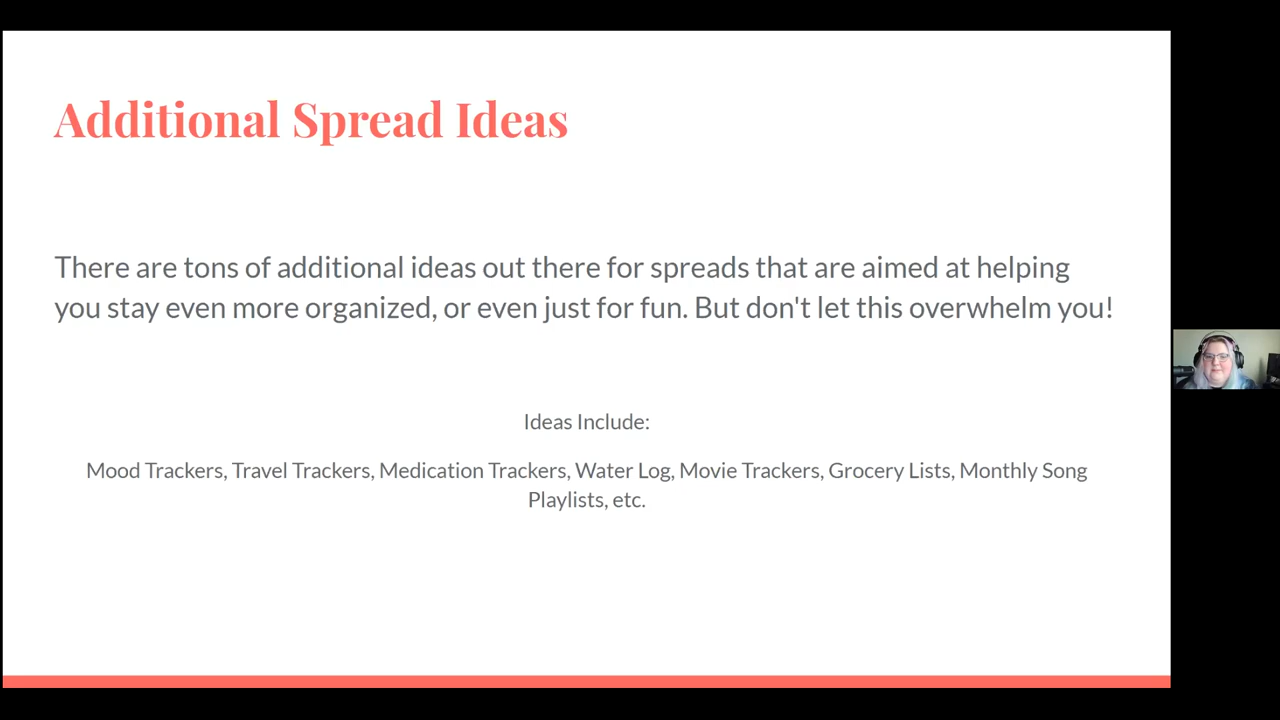 Additional Spread Ideas
There are tons of additional ideas out there for spreads that are aimed at helping
you stay even more organized, or even just for fun. But don't let this overwhelm you!
Ideas Include:
Mood Trackers, Travel Trackers, Medication Trackers, Water Log, Movie Trackers, Grocery Lists, Monthly Song
Playlists, etc.